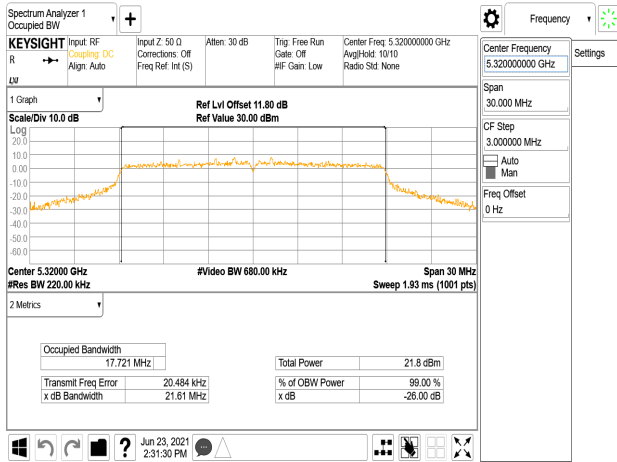 Spectrum Analyzer 1
Occupied BW
Frequency
Settings
KEYSIGHT
R
Input: RF
Coupling: DC
Align: Auto
Input Z: 50 Ω
Corrections: Off
Freq Ref: Int (S)
Atten: 30 dB
Trig: Free Run
Gate: Off
#IF Gain: Low
Center Freq: 5.320000000 GHz
Avg|Hold: 10/10
Radio Std: None
LXI
Center Frequency
5.320000000 GHz
Span
30.000 MHz
CF Step
3.000000 MHz
Auto
Man
Freq Offset
0 Hz
1 Graph
Scale/Div 10.0 dB
Ref Lvl Offset 11.80 dB
Ref Value 30.00 dBm
Log
20.0
10.0
0.00
-10.0
-20.0
-30.0
-40.0
-50.0
-60.0
Center 5.32000 GHz
#Video BW 680.00 kHz
Span 30 MHz
#Res BW 220.00 kHz
Sweep 1.93 ms (1001 pts)
2 Metrics
Occupied Bandwidth
17.721 MHz
Total Power 21.8 dBm
Transmit Freq Error 20.484 kHz
% of OBW Power 99.00 %
x dB Bandwidth 21.61 MHz
x dB -26.00 dB
?
Jun 23, 2021
2:31:30 PM